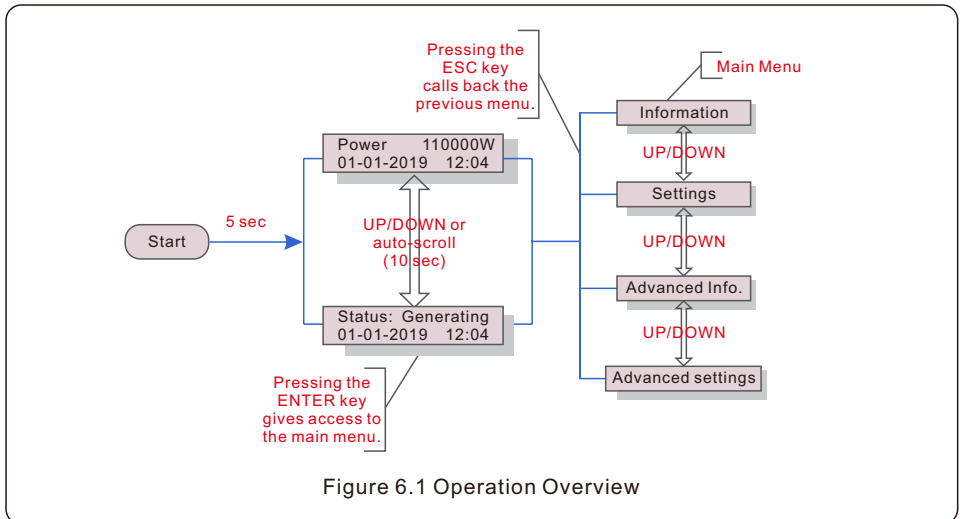 Pressing the
ESC key
calls back the
previous menu.
Main Menu
Information
UP/DOWN
Settings
UP/DOWN
Advanced Info.
UP/DOWN
Advanced settings
Power 110000W
01-01-2019 12:04
UP/DOWN or
auto-scroll
(10 sec)
Status: Generating
01-01-2019 12:04
Start
5 sec
Pressing the
ENTER key
gives access to
the main menu.
Figure 6.1 Operation Overview